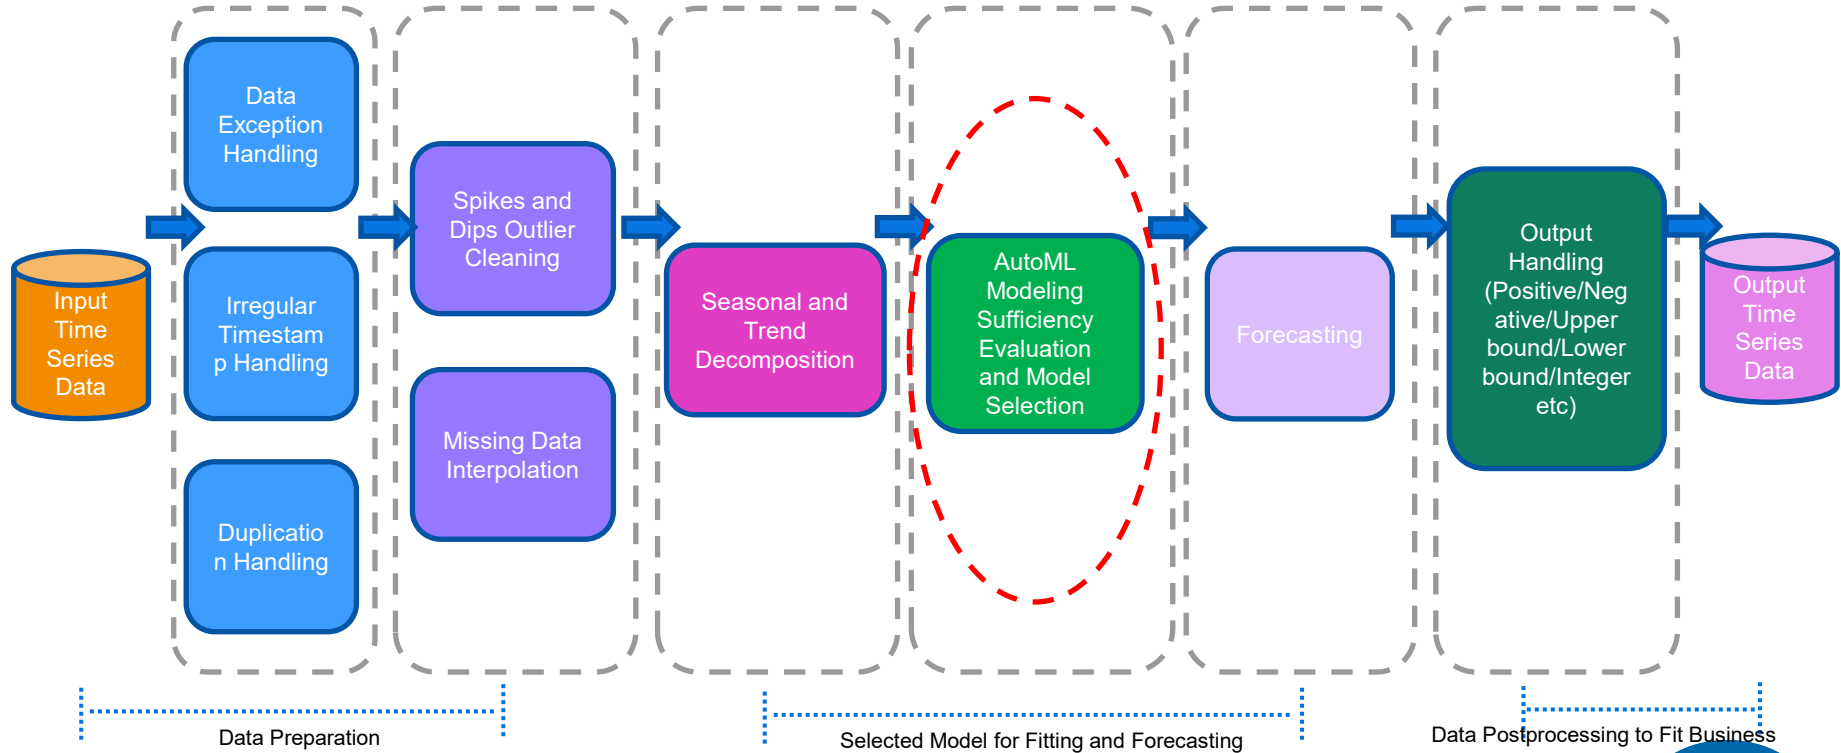 Input
Time
Series
Data
Data
Exception
Handling
Irregular
Timestam
p Handling
Duplicatio
n Handling
Spikes and
Dips Outlier
Cleaning
Missing Data
Interpolation
Seasonal and
Trend
Decomposition
AutoML
Modeling
Sufficiency
Evaluation
and Model
Selection
Forecasting
Output
Handling
(Positive/Neg
ative/Upper
bound/Lower
bound/Integer
etc)
Output
Time
Series
Data
Data Preparation
Selected Model for Fitting and Forecasting
Data Postprocessing to Fit Business